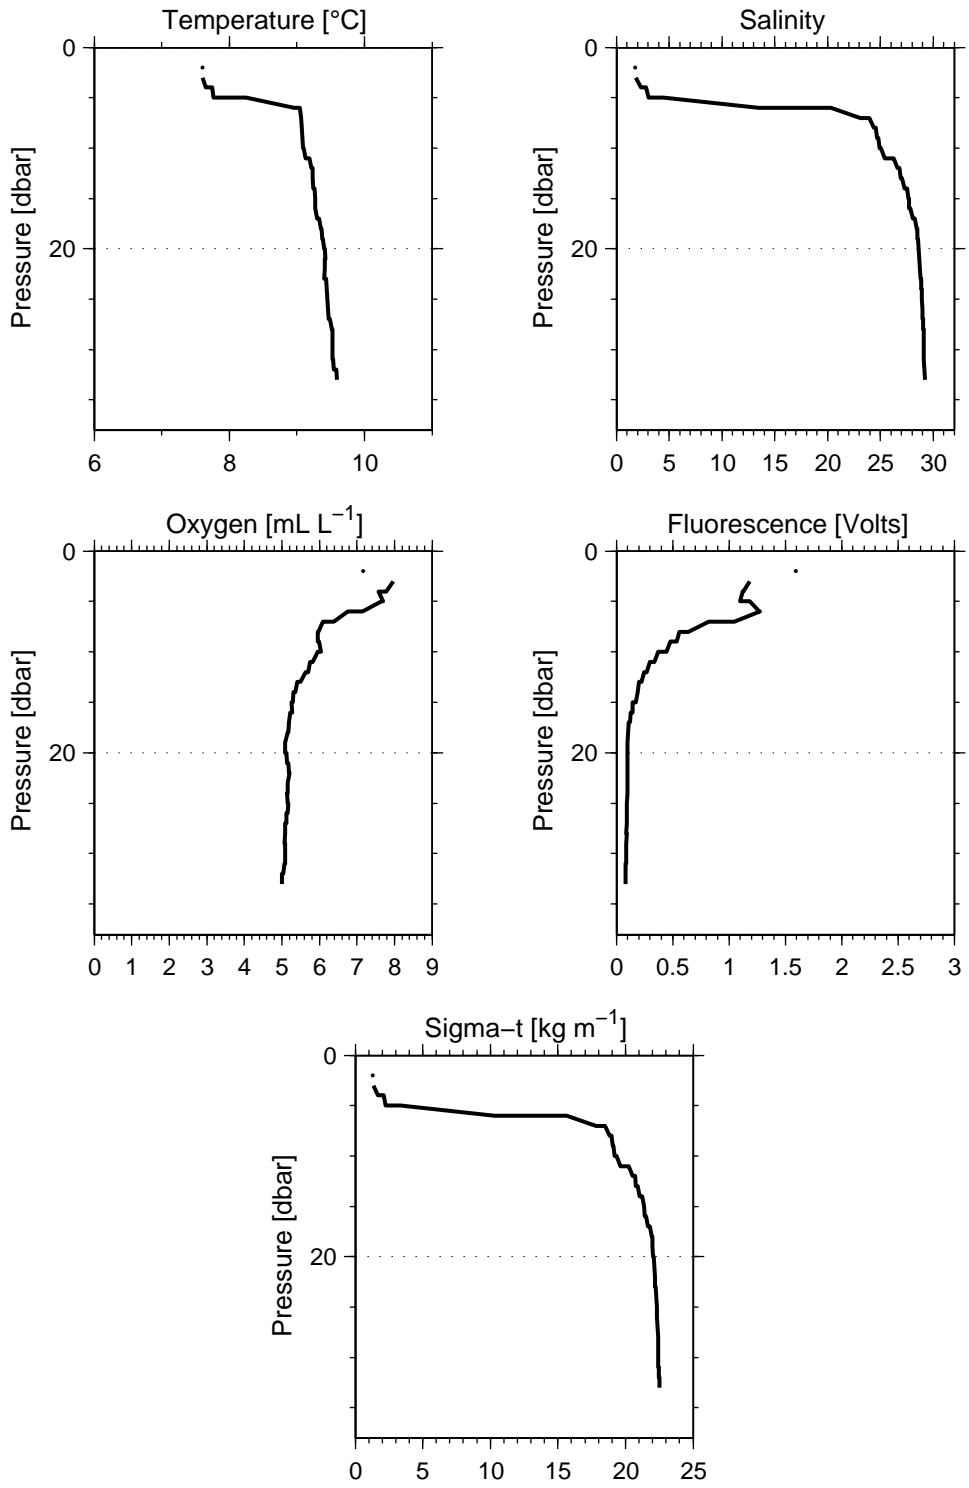 Temperature [°C]
Salinity
0
0
Pressure [dbar]
Pressure [dbar]
20
20
6 8 10
0 5 10 15 20 25 30
Oxygen [mL L−1]
Fluorescence [Volts]
0
0
Pressure [dbar]
Pressure [dbar]
20
20
0 1 2 3 4 5 6 7 8 9
0 0.5 1 1.5 2 2.5 3
Sigma−t [kg m−1]
0
Pressure [dbar]
20
0 5 10 15 20 25